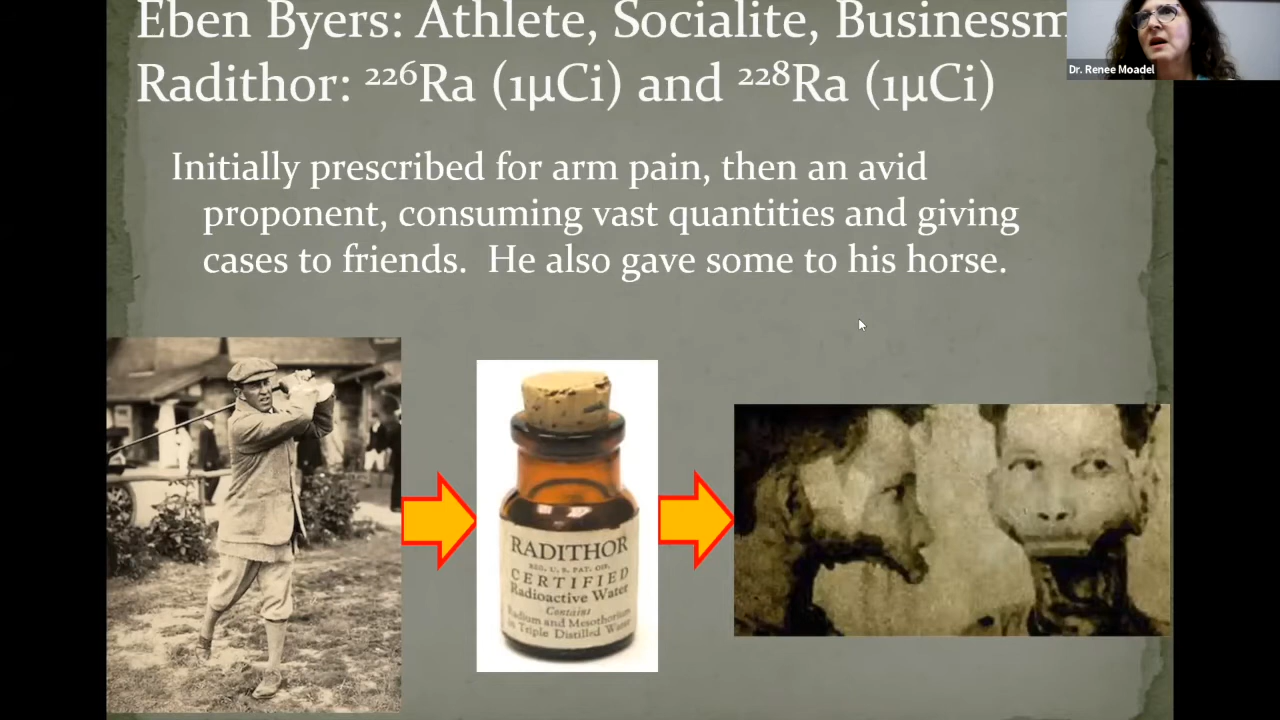 Eben Byers: Athlete, Socialite, Businessm
Dr. Renee Moadel
Radithor: ²²⁶Ra (1µCi) and ²²⁸Ra (1µCi)
Initially prescribed for arm pain, then an avid
proponent, consuming vast quantities and giving
cases to friends.  He also gave some to his horse.
RADITHOR
REG. U. S. PAT. OFF.
CERTIFIED
Radioactive Water
Contains
Radium and Mesothorium
in Triple Distilled Water